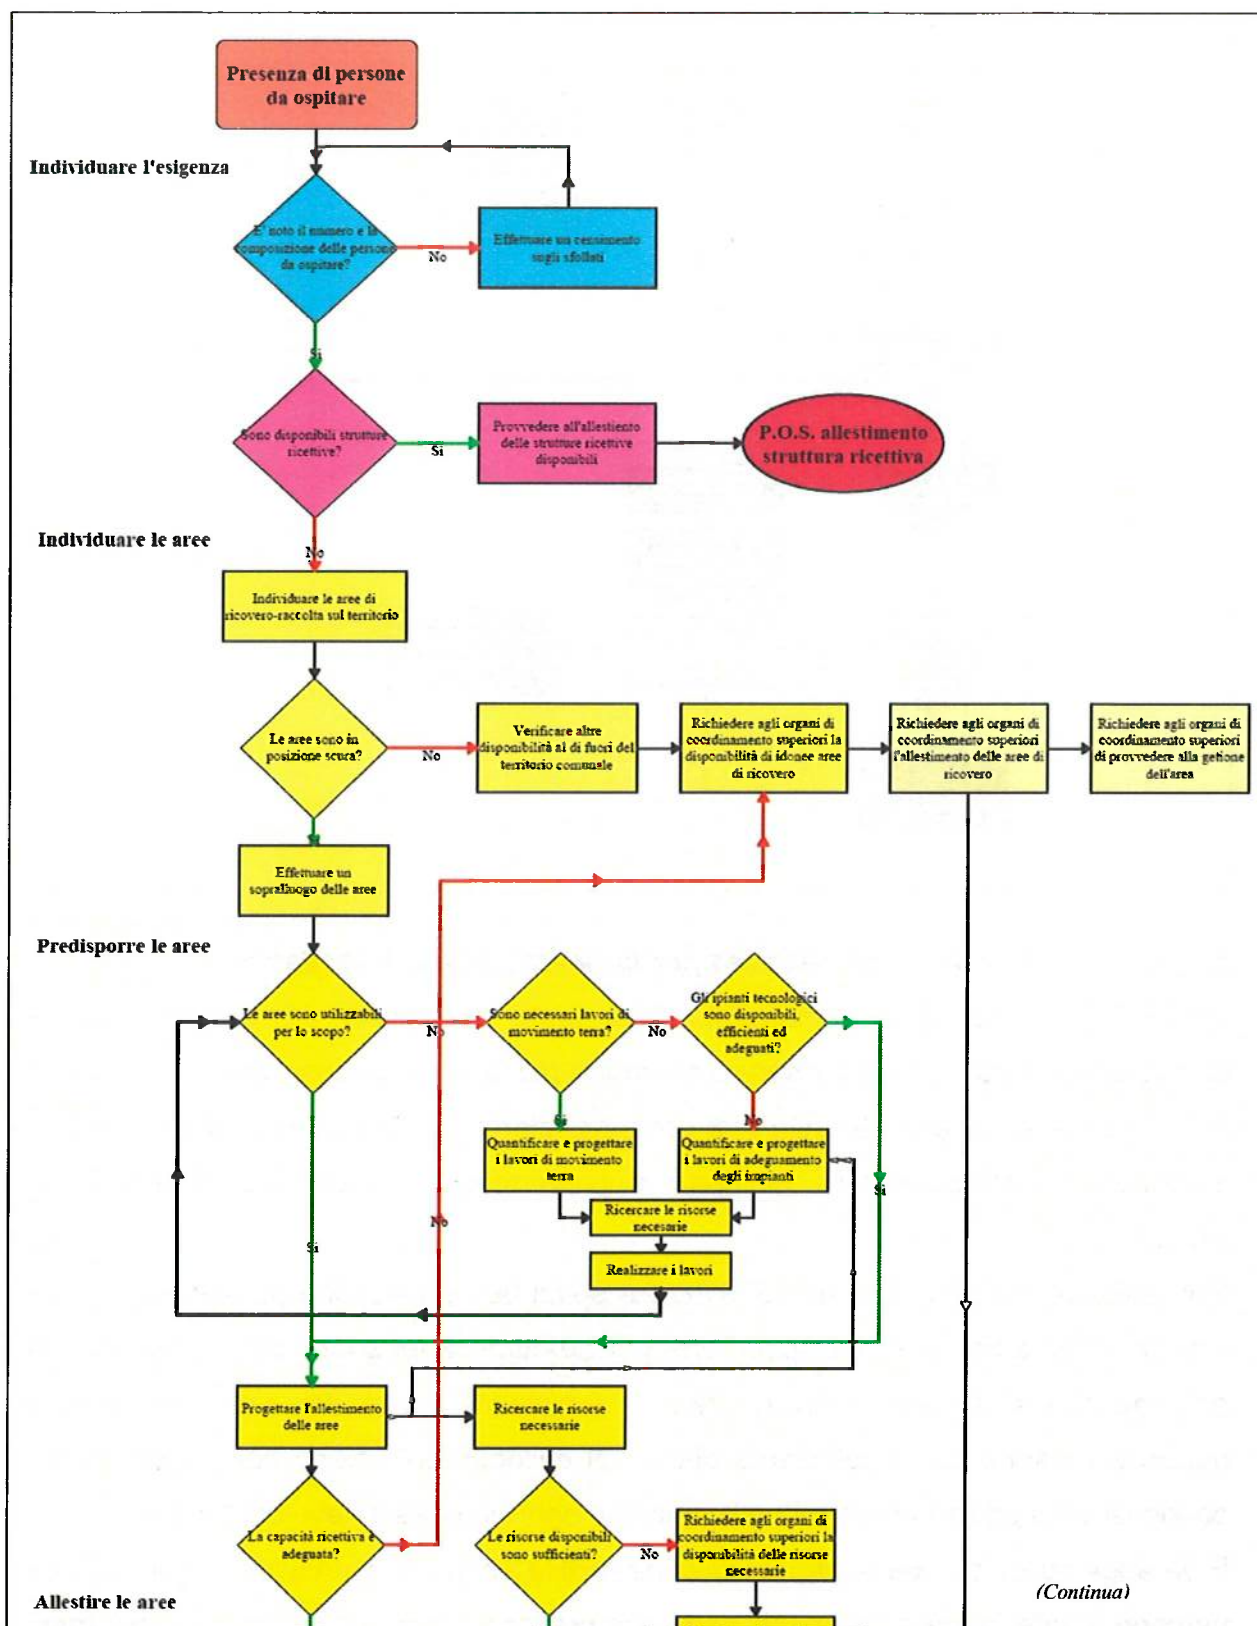 Presenza di persone
da ospitare
Individuare l'esigenza
E' noto il numero e la
composizione delle persone
da ospitare?
No
Effettuare un censimento
sugli sfollati
Si
Sono disponibili strutture
ricettive?
Si
Provvedere all'allestiento
delle strutture ricettive
disponibili
P.O.S. allestimento
struttura ricettiva
Individuare le aree
No
Individuare le aree di
ricovero-raccolta sul territorio
Le aree sono in
posizione scura?
No
Verificare altre
disponibilità al di fuori del
territorio comunale
Richiedere agli organi di
coordinamento superiori la
disponibilità di idonee aree
di ricovero
Richiedere agli organi di
coordinamento superiori
l'allestimento delle aree di
ricovero
Richiedere agli organi di
coordinamento superiori
di provvedere alla getione
dell'area
Effettuare un
sopralluogo delle aree
Predisporre le aree
Le aree sono utilizzabili
per lo scopo?
No
Sono necessari lavori di
movimento terra?
No
Gli ipianti tecnologici
sono disponibili,
efficienti ed
adeguati?
Si
No
Quantificare e progettare
i lavori di movimento
terra
Quantificare e progettare
i lavori di adeguamento
degli impianti
Si
Ricercare le risorse
necesarie
No
Si
Realizzare i lavori
Progettare l'allestimento
delle aree
Ricercare le risorse
necessarie
La capacità ricettiva è
adeguata?
Le risorse disponibili
sono sufficienti?
No
Richiedere agli organi di
coordinamento superiori la
disponibilità delle risorse
necessarie
Allestire le aree
(Continua)